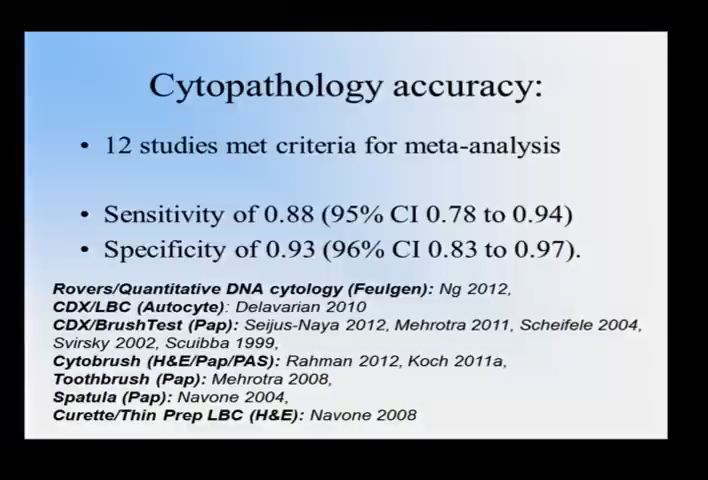 Cytopathology accuracy:
• 12 studies met criteria for meta-analysis
• Sensitivity of 0.88 (95% CI 0.78 to 0.94)
• Specificity of 0.93 (96% CI 0.83 to 0.97).
Rovers/Quantitative DNA cytology (Feulgen): Ng 2012,
CDX/LBC (Autocyte): Delavarian 2010
CDX/BrushTest (Pap): Seijus-Naya 2012, Mehrotra 2011, Scheifele 2004,
Svirsky 2002, Scuibba 1999,
Cytobrush (H&E/Pap/PAS): Rahman 2012, Koch 2011a,
Toothbrush (Pap): Mehrotra 2008,
Spatula (Pap): Navone 2004,
Curette/Thin Prep LBC (H&E): Navone 2008